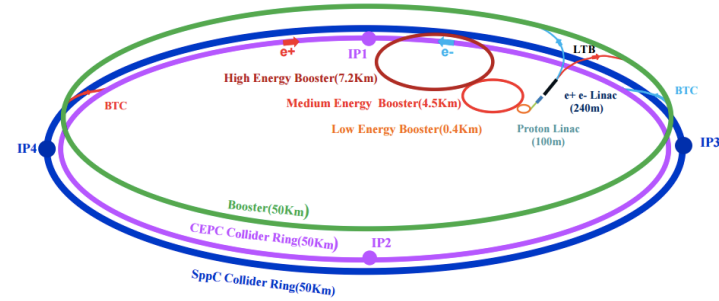 e+
IP1
e-
LTB
High Energy Booster(7.2Km)
BTC
Medium Energy Booster(4.5Km)
e+ e- Linac
(240m)
BTC
Low Energy Booster(0.4Km)
Proton Linac
(100m)
IP4
IP3
Booster(50Km)
CEPC Collider Ring(50Km)
IP2
SppC Collider Ring(50Km)